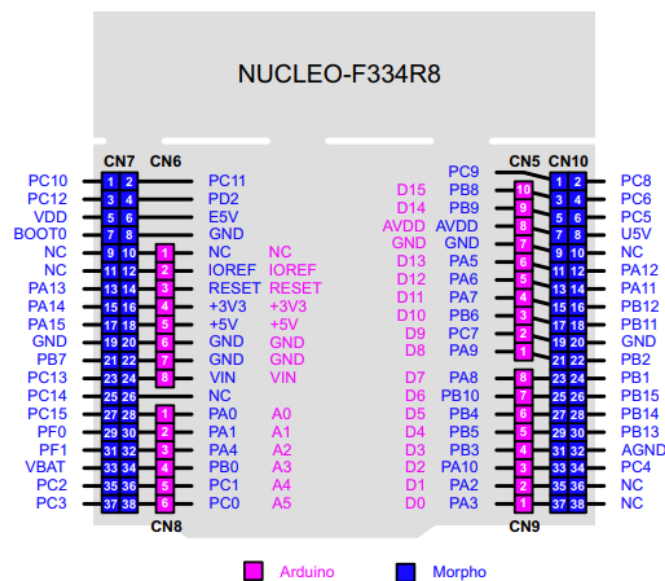 NUCLEO-F334R8
CN7 CN6 CN5 CN10
PC9
PC10 1 2 PC11 D15 PB8 10 1 2 PC8
PC12 3 4 PD2 D14 PB9 9 3 4 PC6
VDD 5 6 E5V AVDD AVDD 8 5 6 PC5
BOOT0 7 8 GND GND GND 7 7 8 U5V
NC 9 10 1 NC NC D13 PA5 6 9 10 NC
NC 11 12 2 IOREF IOREF D12 PA6 5 11 12 PA12
PA13 13 14 3 RESET RESET D11 PA7 4 13 14 PA11
PA14 15 16 4 +3V3 +3V3 D10 PB6 3 15 16 PB12
PA15 17 18 5 +5V +5V D9 PC7 2 17 18 PB11
GND 19 20 6 GND GND D8 PA9 1 19 20 GND
PB7 21 22 7 GND GND 21 22 PB2
PC13 23 24 8 VIN VIN D7 PA8 8 23 24 PB1
PC14 25 26 NC D6 PB10 7 25 26 PB15
PC15 27 28 1 PA0 A0 D5 PB4 6 27 28 PB14
PF0 29 30 2 PA1 A1 D4 PB5 5 29 30 PB13
PF1 31 32 3 PA4 A2 D3 PB3 4 31 32 AGND
VBAT 33 34 4 PB0 A3 D2 PA10 3 33 34 PC4
PC2 35 36 5 PC1 A4 D1 PA2 2 35 36 NC
PC3 37 38 6 PC0 A5 D0 PA3 1 37 38 NC
CN8 CN9
Arduino Morpho